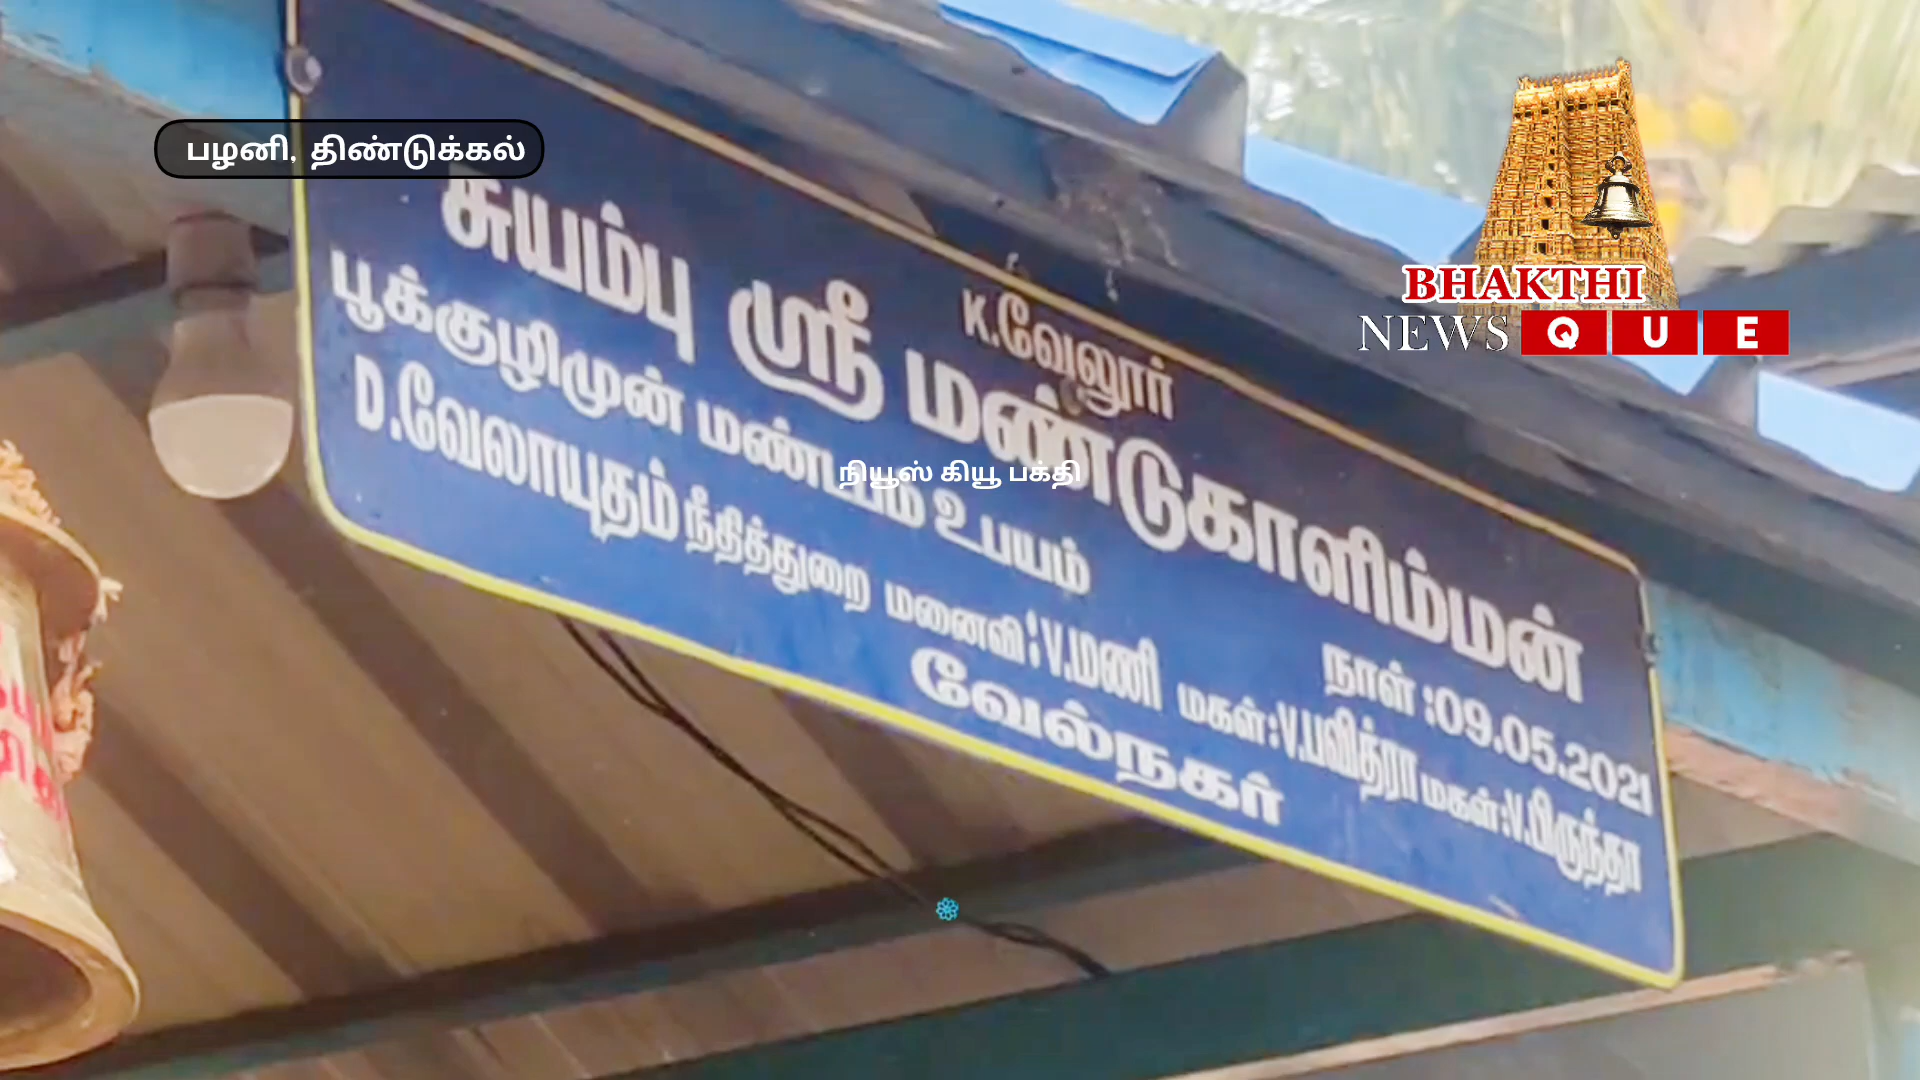 பழனி, திண்டுக்கல்
BHAKTHI
NEWS QUE
K.வேலூர்
சுயம்பு ஸ்ரீ மண்டுகாளிம்மன்
பூக்குழிமுன் மண்டபம் உபயம்
நாள் :09.05.2021
D.வேலாயுதம் நீதித்துறை மனைவி:V.மணி மகள்:V.பவித்ரா மகள்:V.பிருந்தா
வேல்நகர்
நியூஸ் கியூ பக்தி